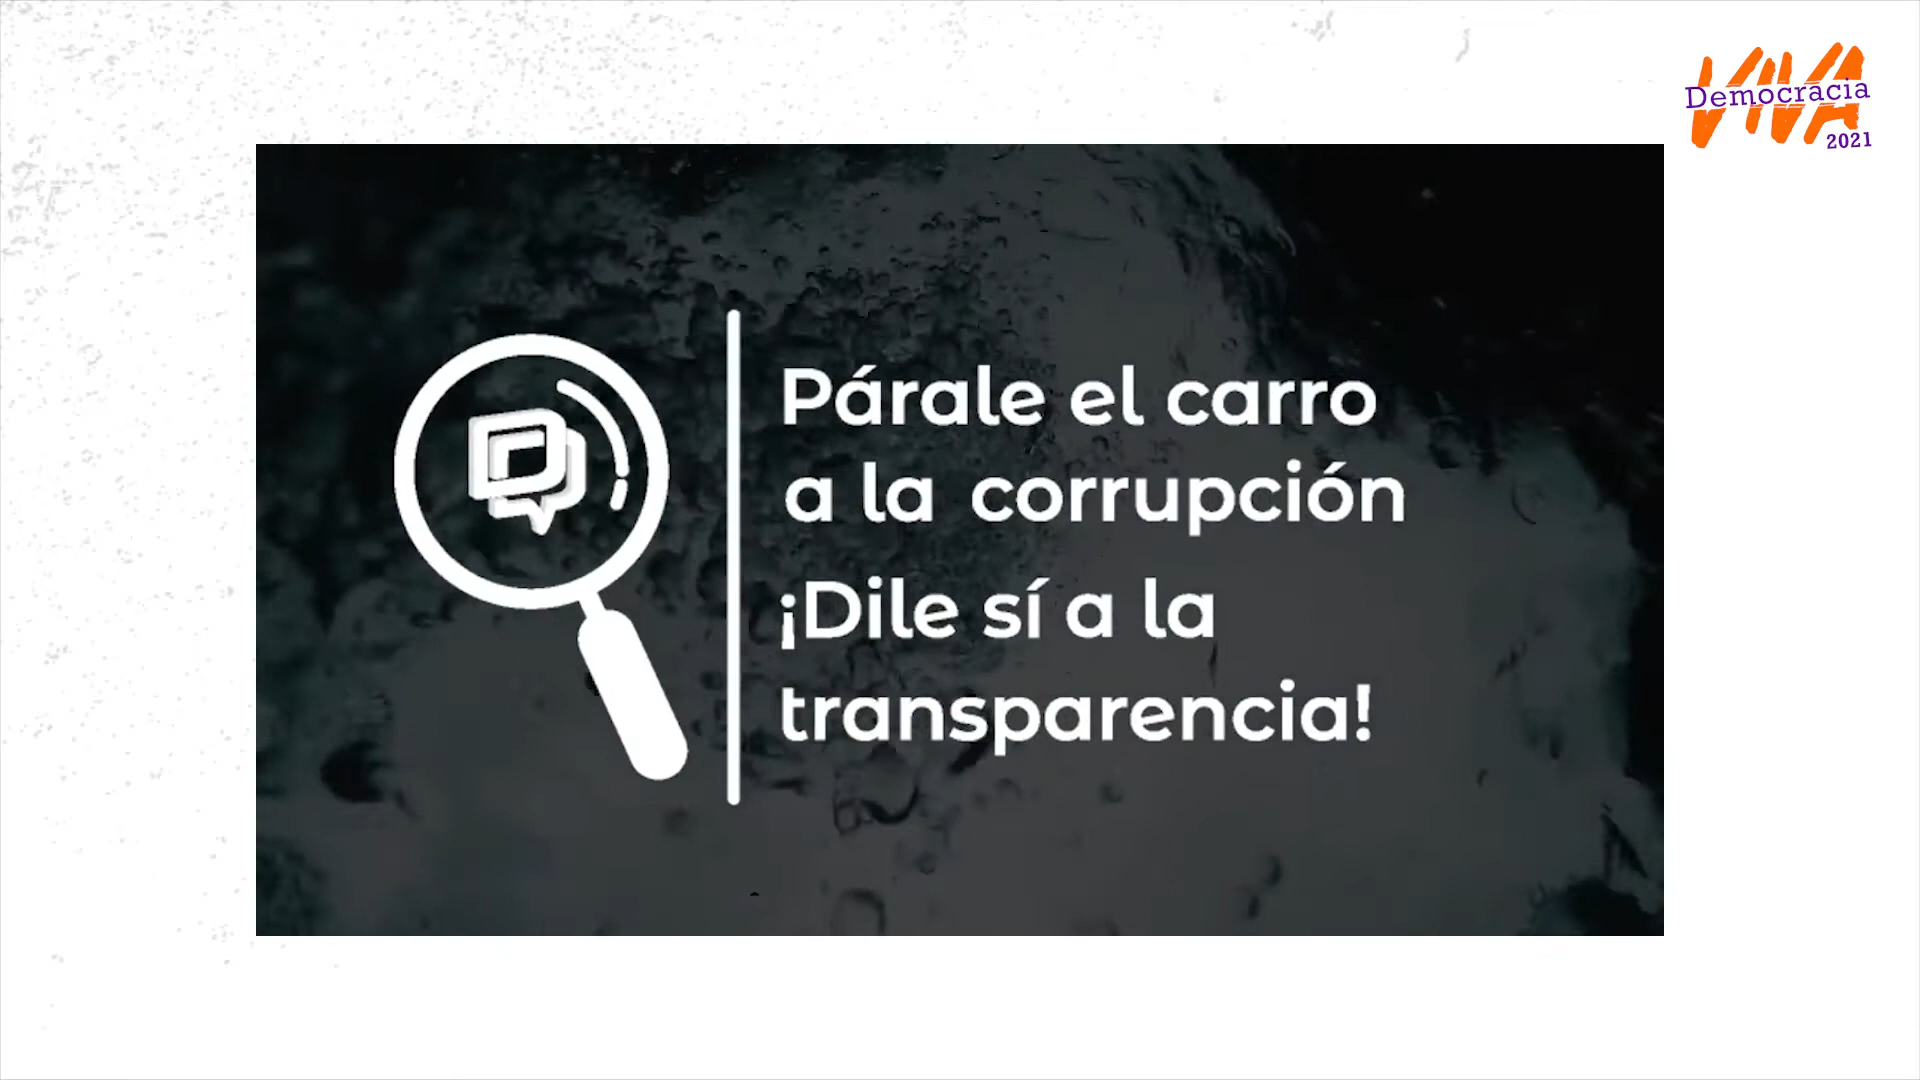 VIVA
Democracia
2021
Párale el carro
a la corrupción
¡Dile sí a la
transparencia!